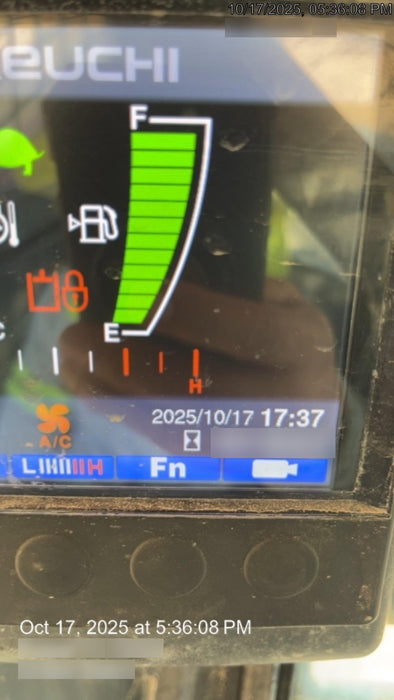 10/17/2025, 05:36:08 PM
EUCHI
F
E
C
H
2025/10/17 17:37
A/C
Fn
Oct 17, 2025 at 5:36:08 PM